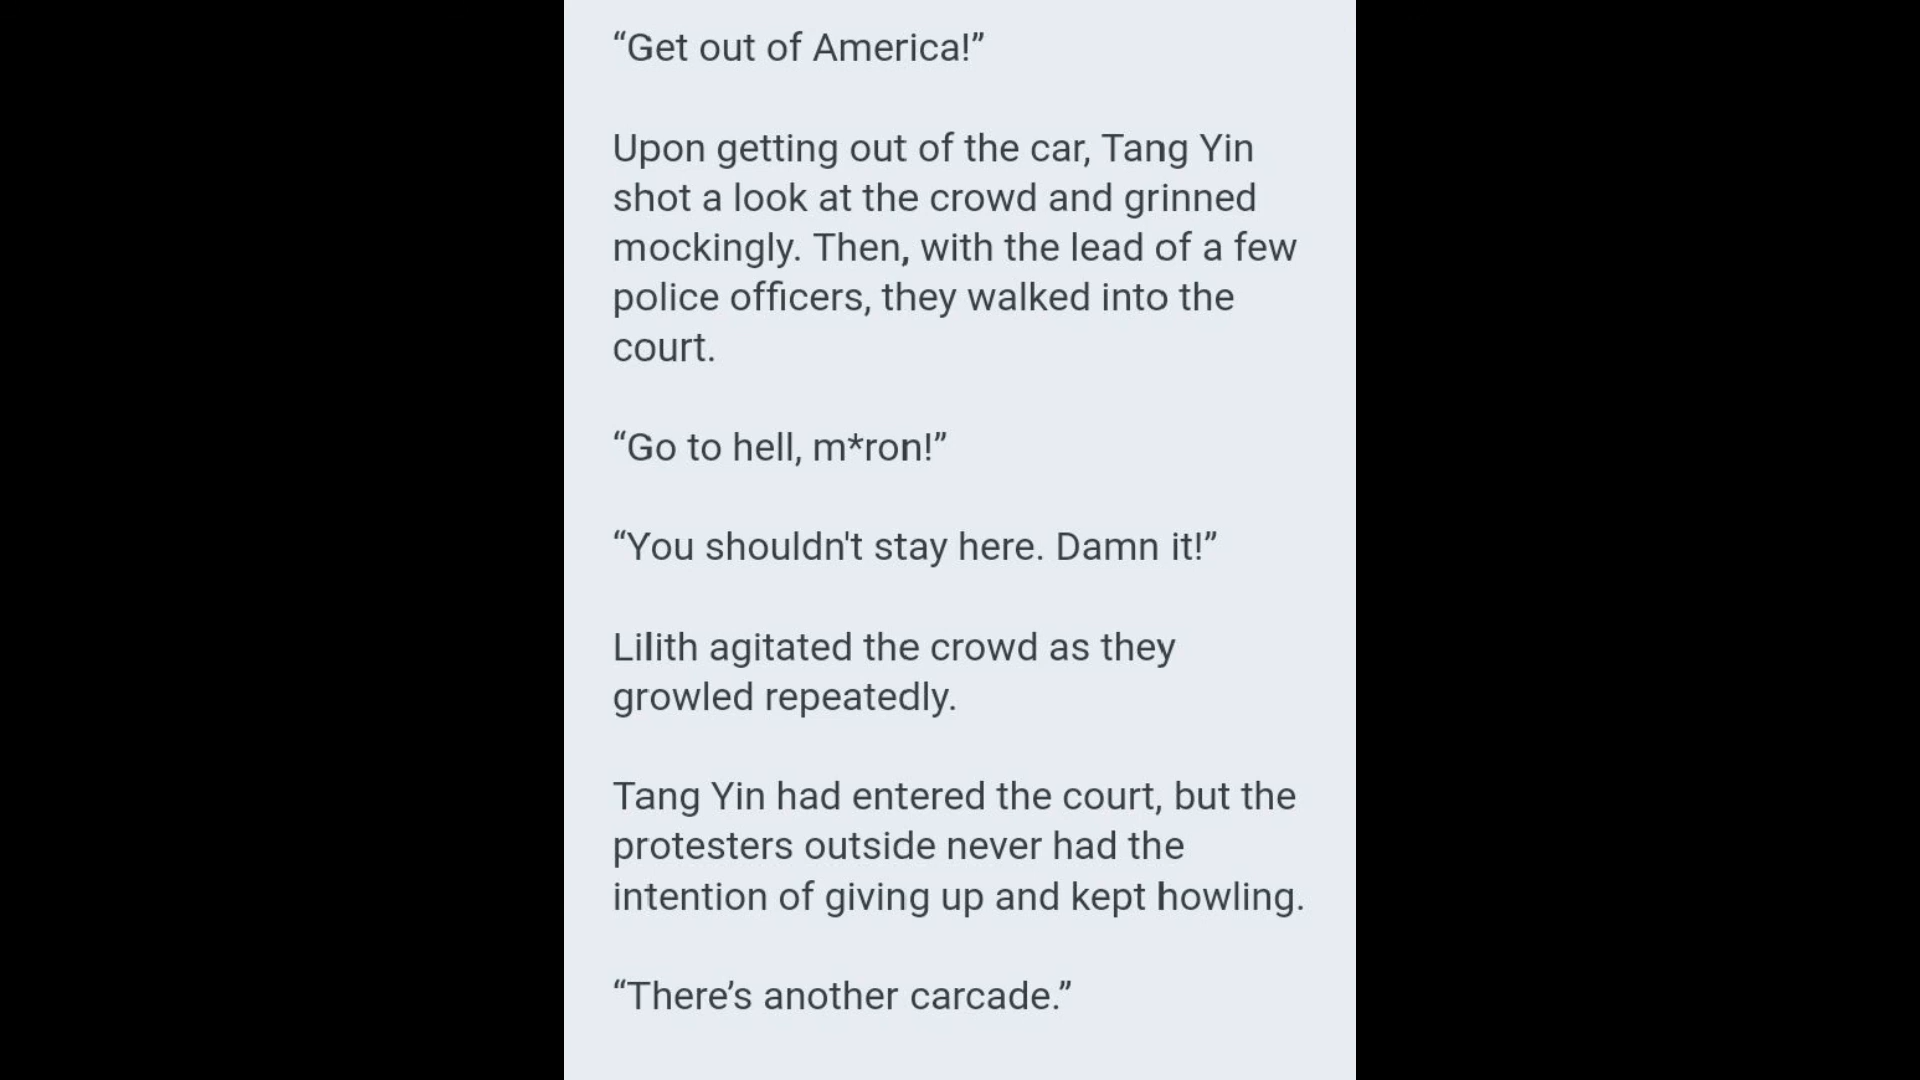 “Get out of America!”
Upon getting out of the car, Tang Yin
shot a look at the crowd and grinned
mockingly. Then, with the lead of a few
police officers, they walked into the
court.
“Go to hell, m*ron!”
“You shouldn't stay here. Damn it!”
Lilith agitated the crowd as they
growled repeatedly.
Tang Yin had entered the court, but the
protesters outside never had the
intention of giving up and kept howling.
“There’s another carcade.”